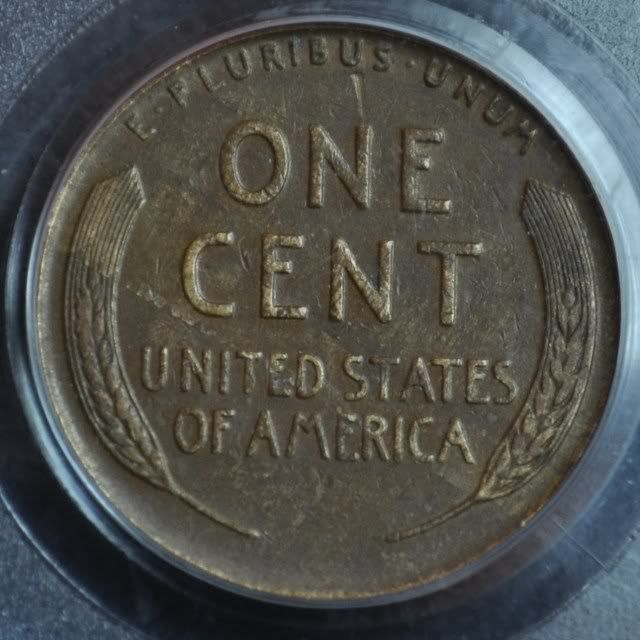 E · PLURIBUS · UNUM
ONE
CENT
UNITED STATES
OF AMERICA